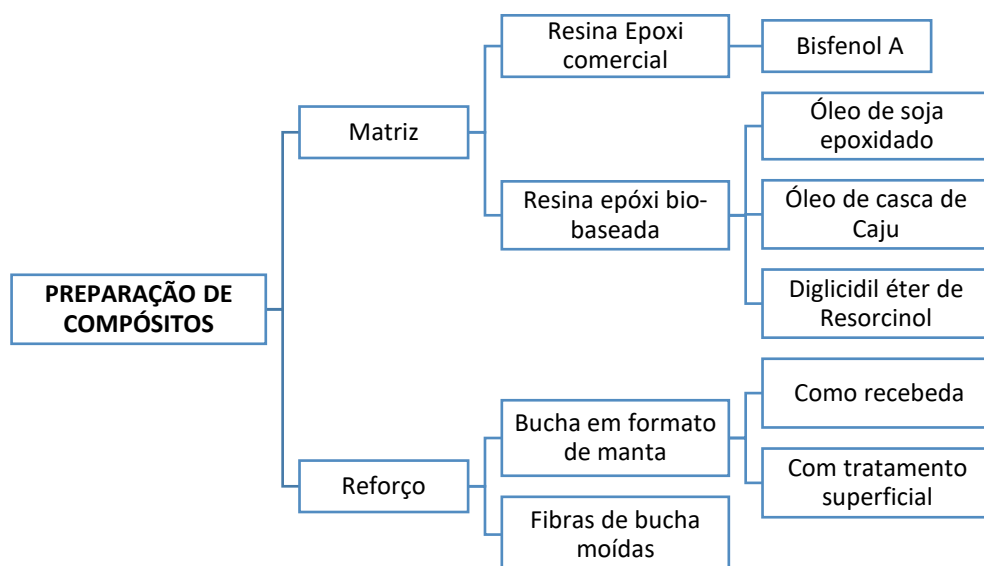 PREPARAÇÃO DE
COMPÓSITOS
Matriz
Resina Epoxi
comercial
Bisfenol A
Resina epóxi bio-
baseada
Óleo de soja
epoxidado
Óleo de casca de
Caju
Diglicidil éter de
Resorcinol
Reforço
Bucha em formato
de manta
Como recebeda
Com tratamento
superficial
Fibras de bucha
moídas